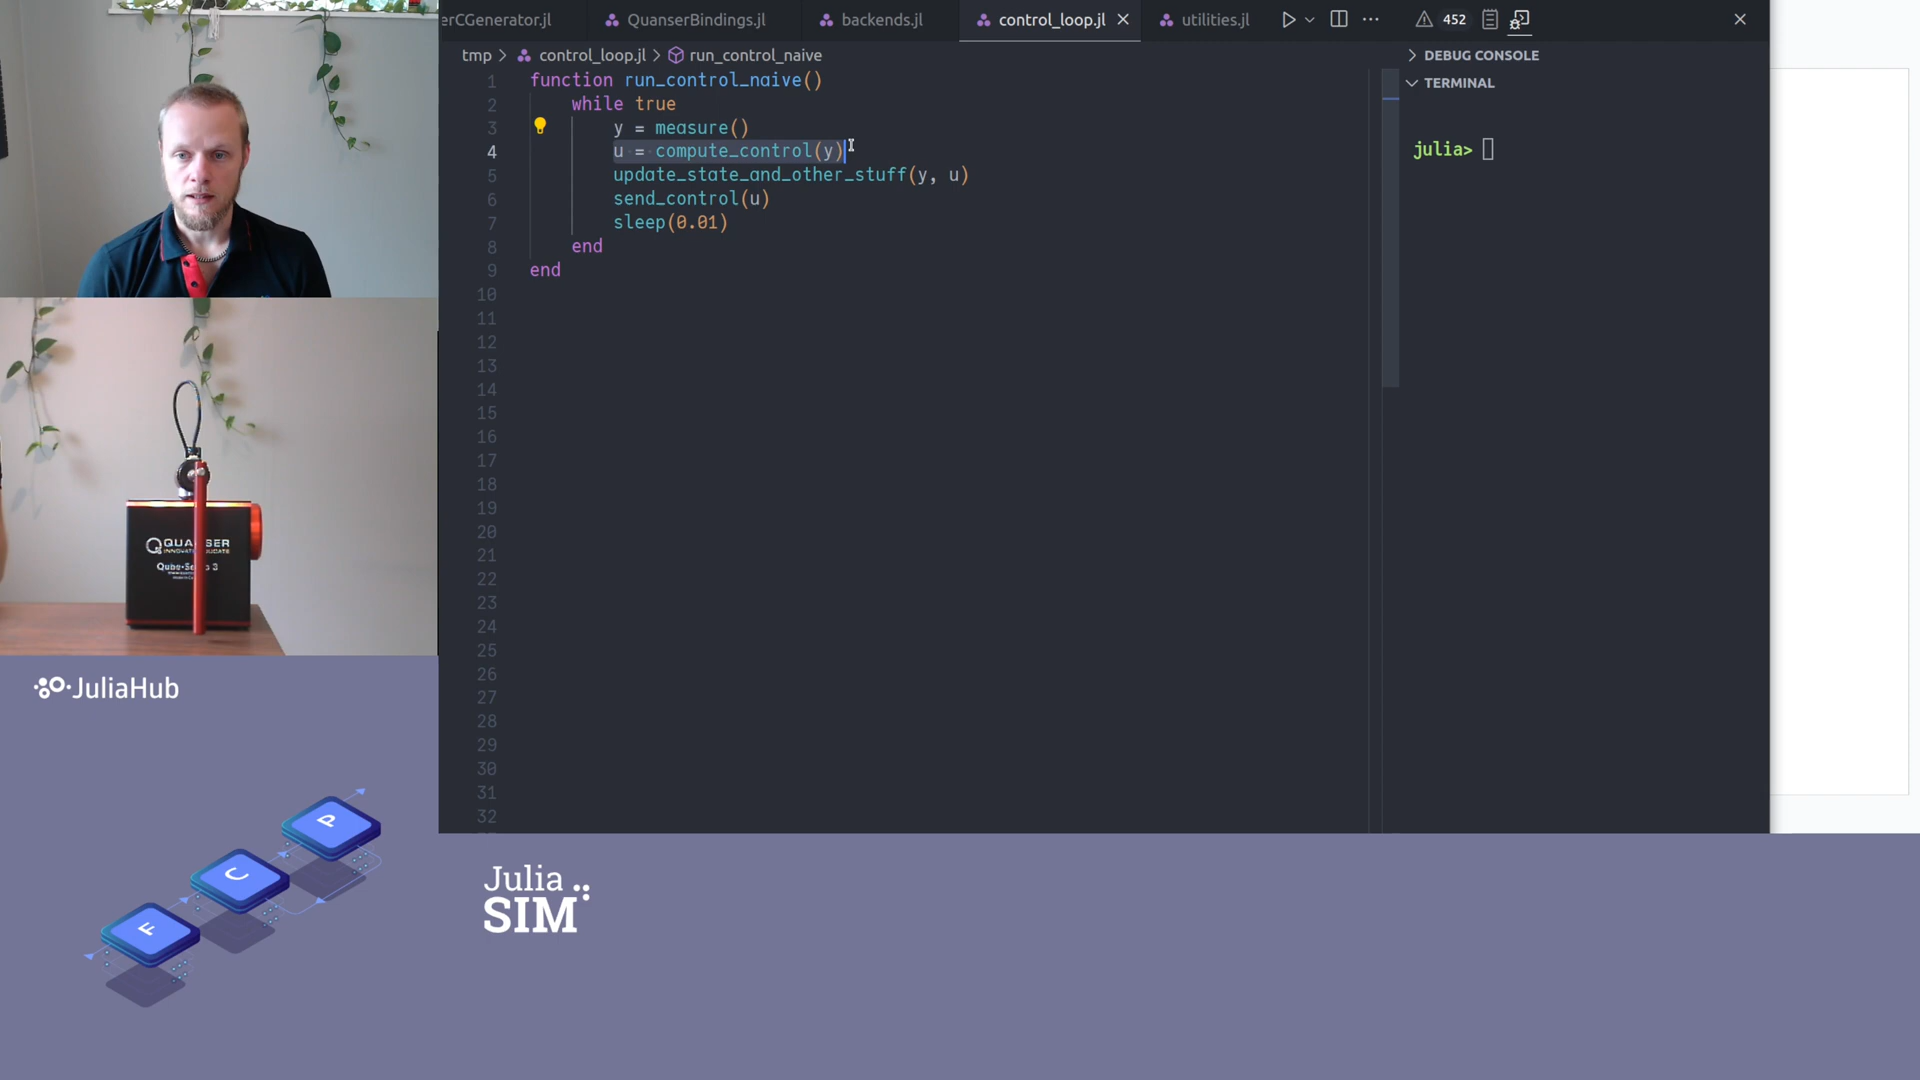 erCGenerator.jl
QuanserBindings.jl
backends.jl
control_loop.jl
utilities.jl
452
tmp > control_loop.jl > run_control_naive
1 function run_control_naive()
2 while true
3 y = measure()
4 u = compute_control(y)
5 update_state_and_other_stuff(y, u)
6 send_control(u)
7 sleep(0.01)
8 end
9 end
10
11
12
13
14
15
16
17
18
19
20
21
22
23
24
25
26
27
28
29
30
31
32
DEBUG CONSOLE
TERMINAL
julia>
QUANSER
JuliaHub
F
C
P
Julia
SIM